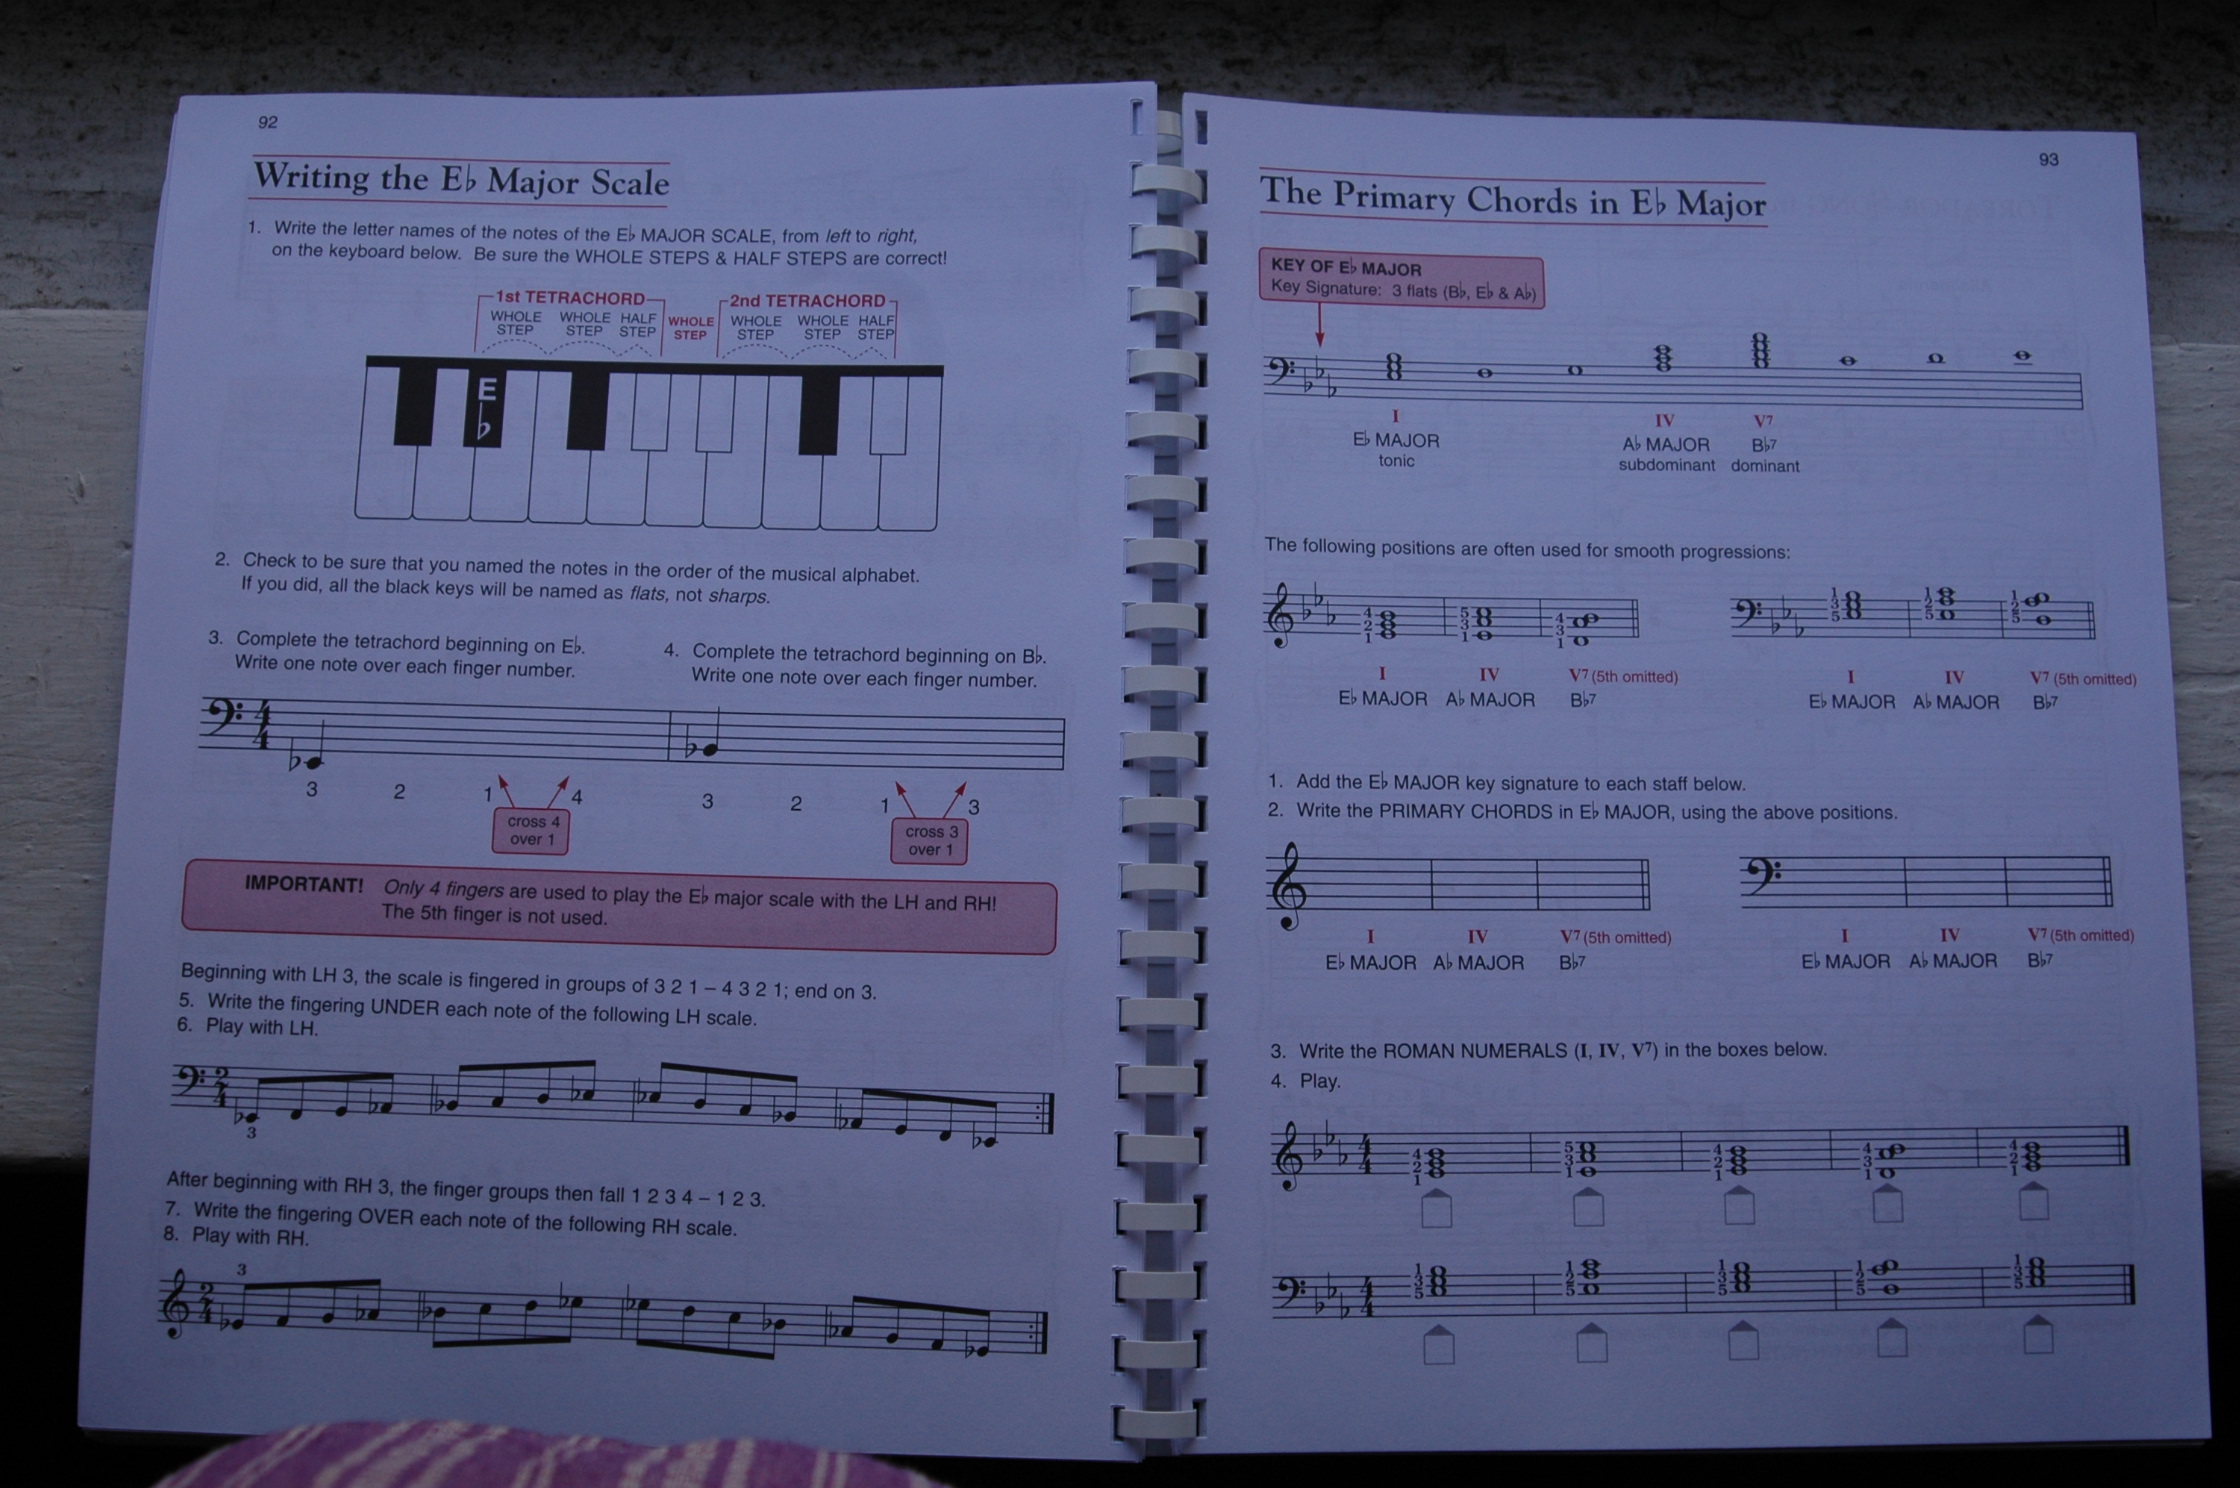 92
Writing the E♭ Major Scale
1. Write the letter names of the notes of the E♭ MAJOR SCALE, from left to right,
on the keyboard below. Be sure the WHOLE STEPS & HALF STEPS are correct!
1st TETRACHORD 2nd TETRACHORD
WHOLE STEP WHOLE STEP HALF STEP WHOLE STEP WHOLE STEP WHOLE STEP HALF STEP
E♭
2. Check to be sure that you named the notes in the order of the musical alphabet.
If you did, all the black keys will be named as flats, not sharps.
3. Complete the tetrachord beginning on E♭.
Write one note over each finger number.
4. Complete the tetrachord beginning on B♭.
Write one note over each finger number.
4
4
3 2 1 4 3 2 1 3
cross 4
over 1
cross 3
over 1
IMPORTANT! Only 4 fingers are used to play the E♭ major scale with the LH and RH!
The 5th finger is not used.
Beginning with LH 3, the scale is fingered in groups of 3 2 1 – 4 3 2 1; end on 3.
5. Write the fingering UNDER each note of the following LH scale.
6. Play with LH.
2
4
3
After beginning with RH 3, the finger groups then fall 1 2 3 4 – 1 2 3.
7. Write the fingering OVER each note of the following RH scale.
8. Play with RH.
3
2
4
93
The Primary Chords in E♭ Major
KEY OF E♭ MAJOR
Key Signature: 3 flats (B♭, E♭ & A♭)
I IV V7
E♭ MAJOR A♭ MAJOR B♭7
tonic subdominant dominant
The following positions are often used for smooth progressions:
4 2 1 5 3 1 4 3 1 1 3 5 1 2 5 1 2 5
I IV V7 (5th omitted) I IV V7 (5th omitted)
E♭ MAJOR A♭ MAJOR B♭7 E♭ MAJOR A♭ MAJOR B♭7
1. Add the E♭ MAJOR key signature to each staff below.
2. Write the PRIMARY CHORDS in E♭ MAJOR, using the above positions.
I IV V7 (5th omitted) I IV V7 (5th omitted)
E♭ MAJOR A♭ MAJOR B♭7 E♭ MAJOR A♭ MAJOR B♭7
3. Write the ROMAN NUMERALS (I, IV, V7) in the boxes below.
4. Play.
4
4
4 2 1 5 3 1 4 2 1 4 3 1 4 2 1
4
4
1 3 5 1 2 5 1 3 5 1 2 5 1 3 5